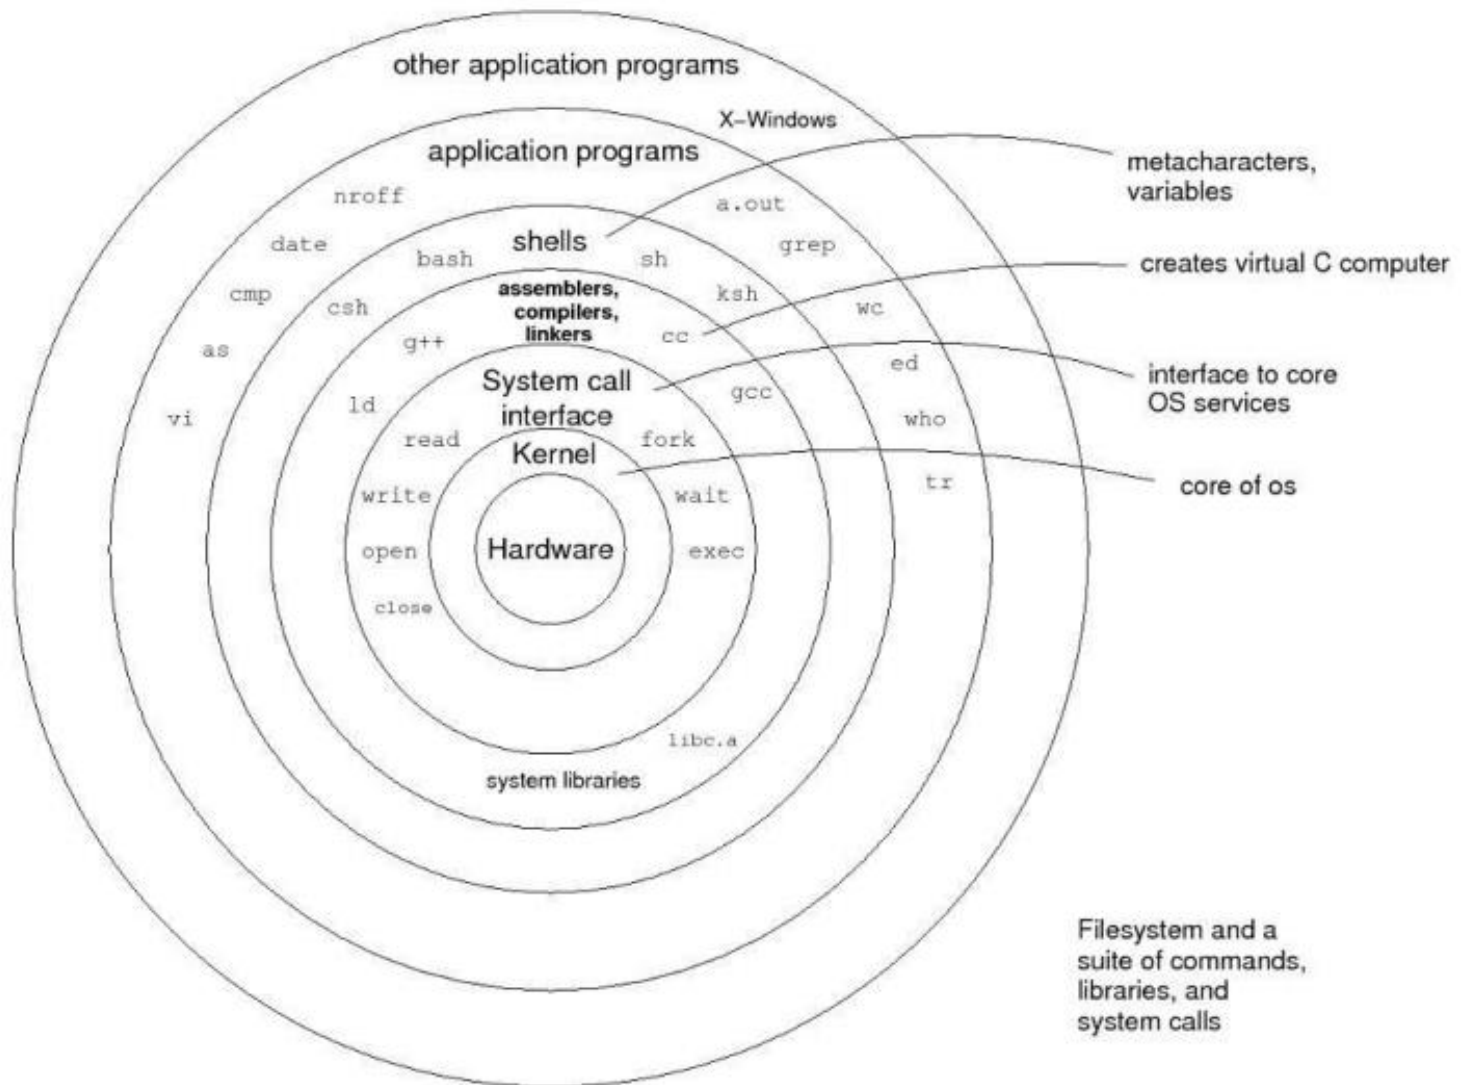 other application programs
X-Windows
application programs
metacharacters,
variables
nroff
a.out
date
shells
grep
bash
sh
creates virtual C computer
cmp
csh
assemblers,
compilers,
linkers
ksh
wc
as
g++
cc
ed
System call
interface
interface to core
OS services
ld
gcc
vi
who
read
fork
Kernel
tr
core of os
write
wait
open
Hardware
exec
close
libc.a
system libraries
Filesystem and a
suite of commands,
libraries, and
system calls